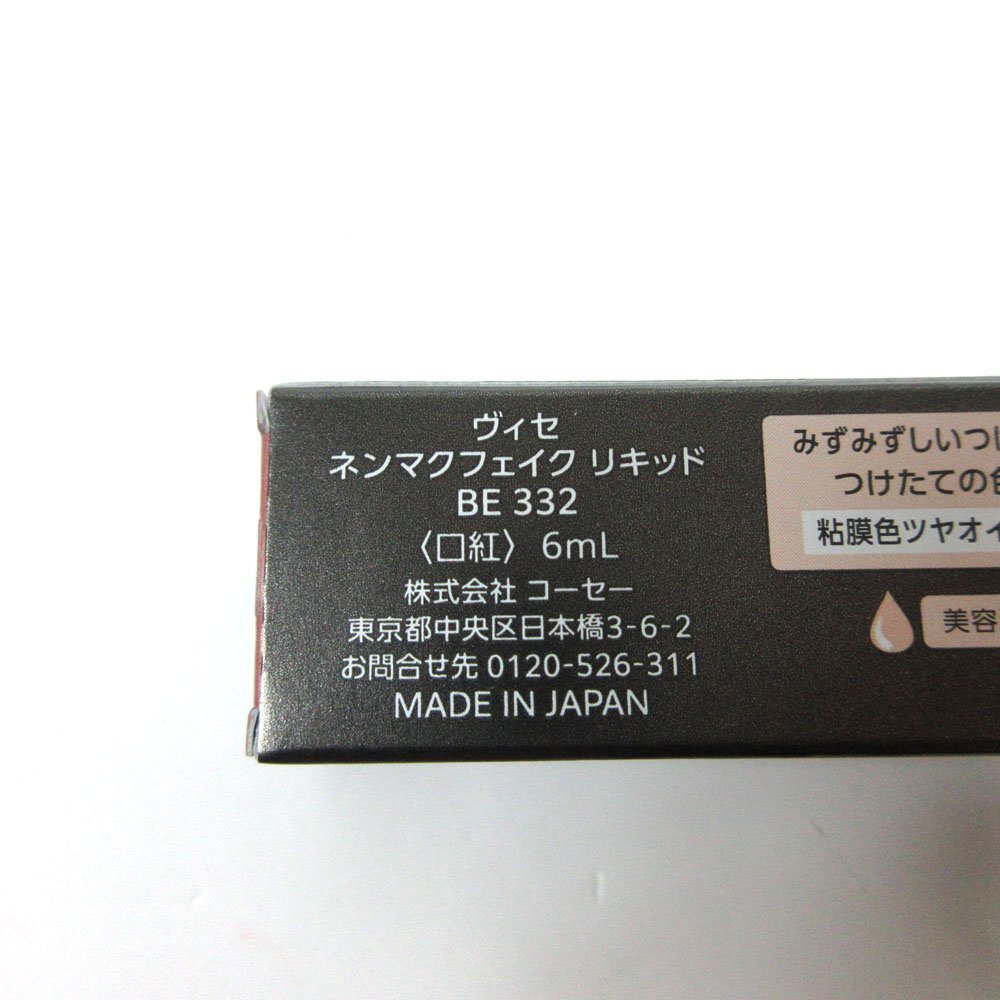 ヴィセ
ネンマクフェイク リキッド
BE 332
〈口紅〉 6mL
株式会社 コーセー
東京都中央区日本橋3-6-2
お問合せ先 0120-526-311
MADE IN JAPAN
みずみずしいつ
つけたての
粘膜色ツヤオイ
美容